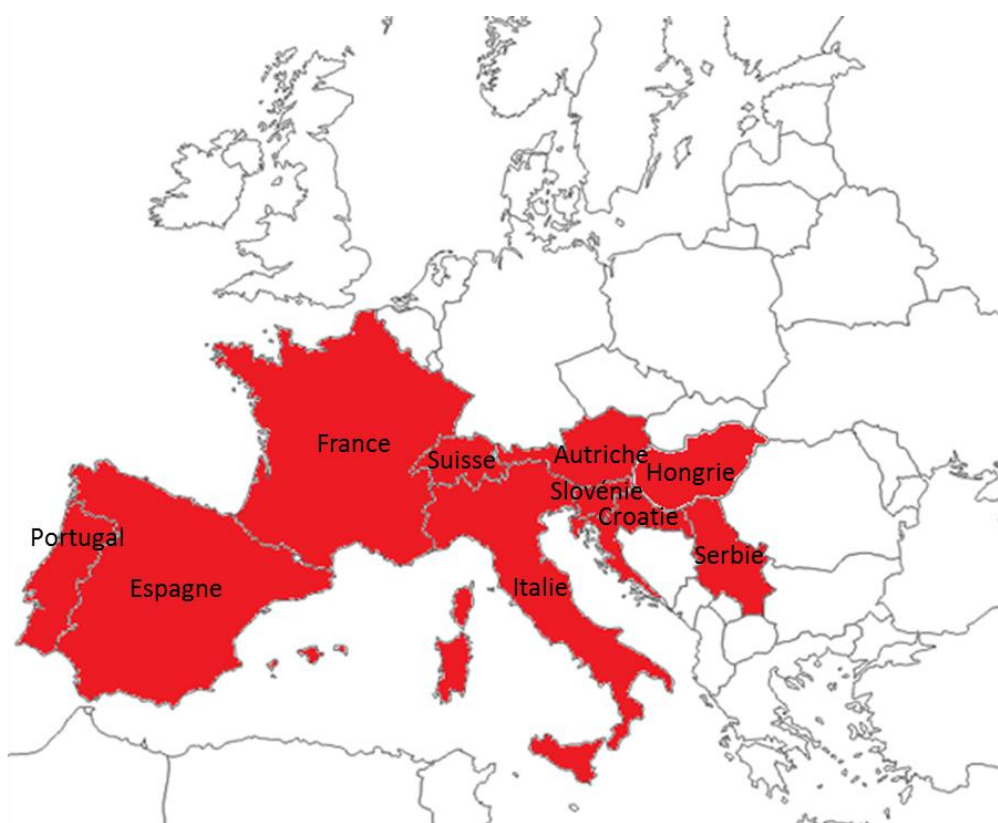 France
Suisse
Autriche
Hongrie
Slovénie
Croatie
Portugal
Serbie
Espagne
Italie